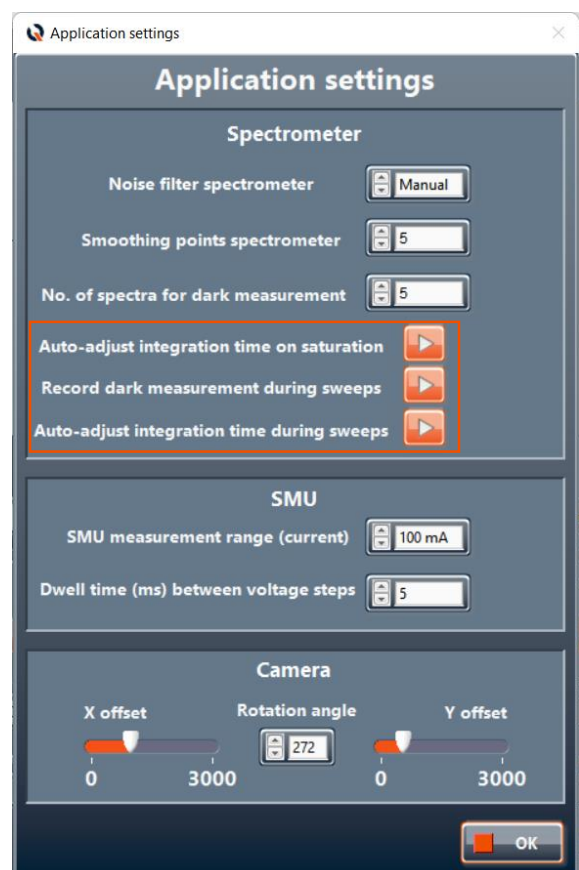 Application settings
Application settings
Spectrometer
Noise filter spectrometer Manual
Smoothing points spectrometer 5
No. of spectra for dark measurement 5
Auto-adjust integration time on saturation
Record dark measurement during sweeps
Auto-adjust integration time during sweeps
SMU
SMU measurement range (current) 100 mA
Dwell time (ms) between voltage steps 5
Camera
X offset Rotation angle Y offset
272
0 3000 0 3000
OK